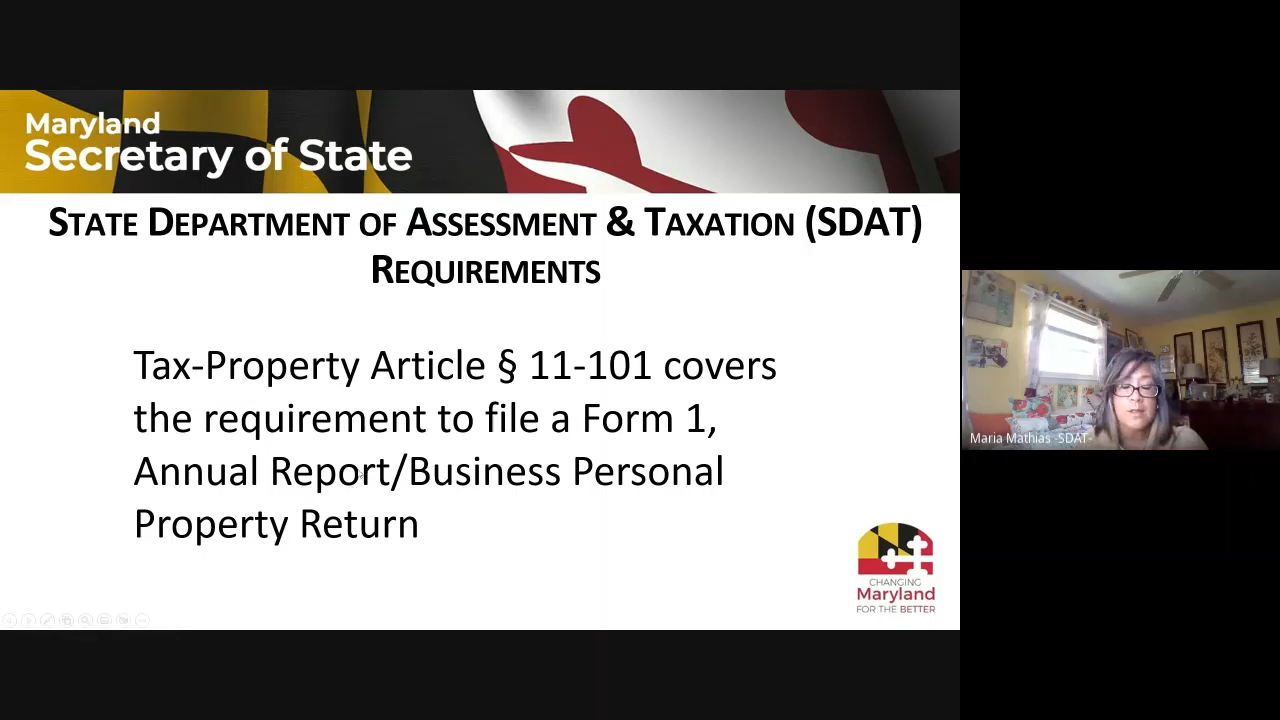 Maryland
Secretary of State
STATE DEPARTMENT OF ASSESSMENT & TAXATION (SDAT)
REQUIREMENTS
Tax-Property Article § 11-101 covers
the requirement to file a Form 1,
Annual Report/Business Personal
Property Return
CHANGING
Maryland
FOR THE BETTER
Maria Mathias -SDAT-